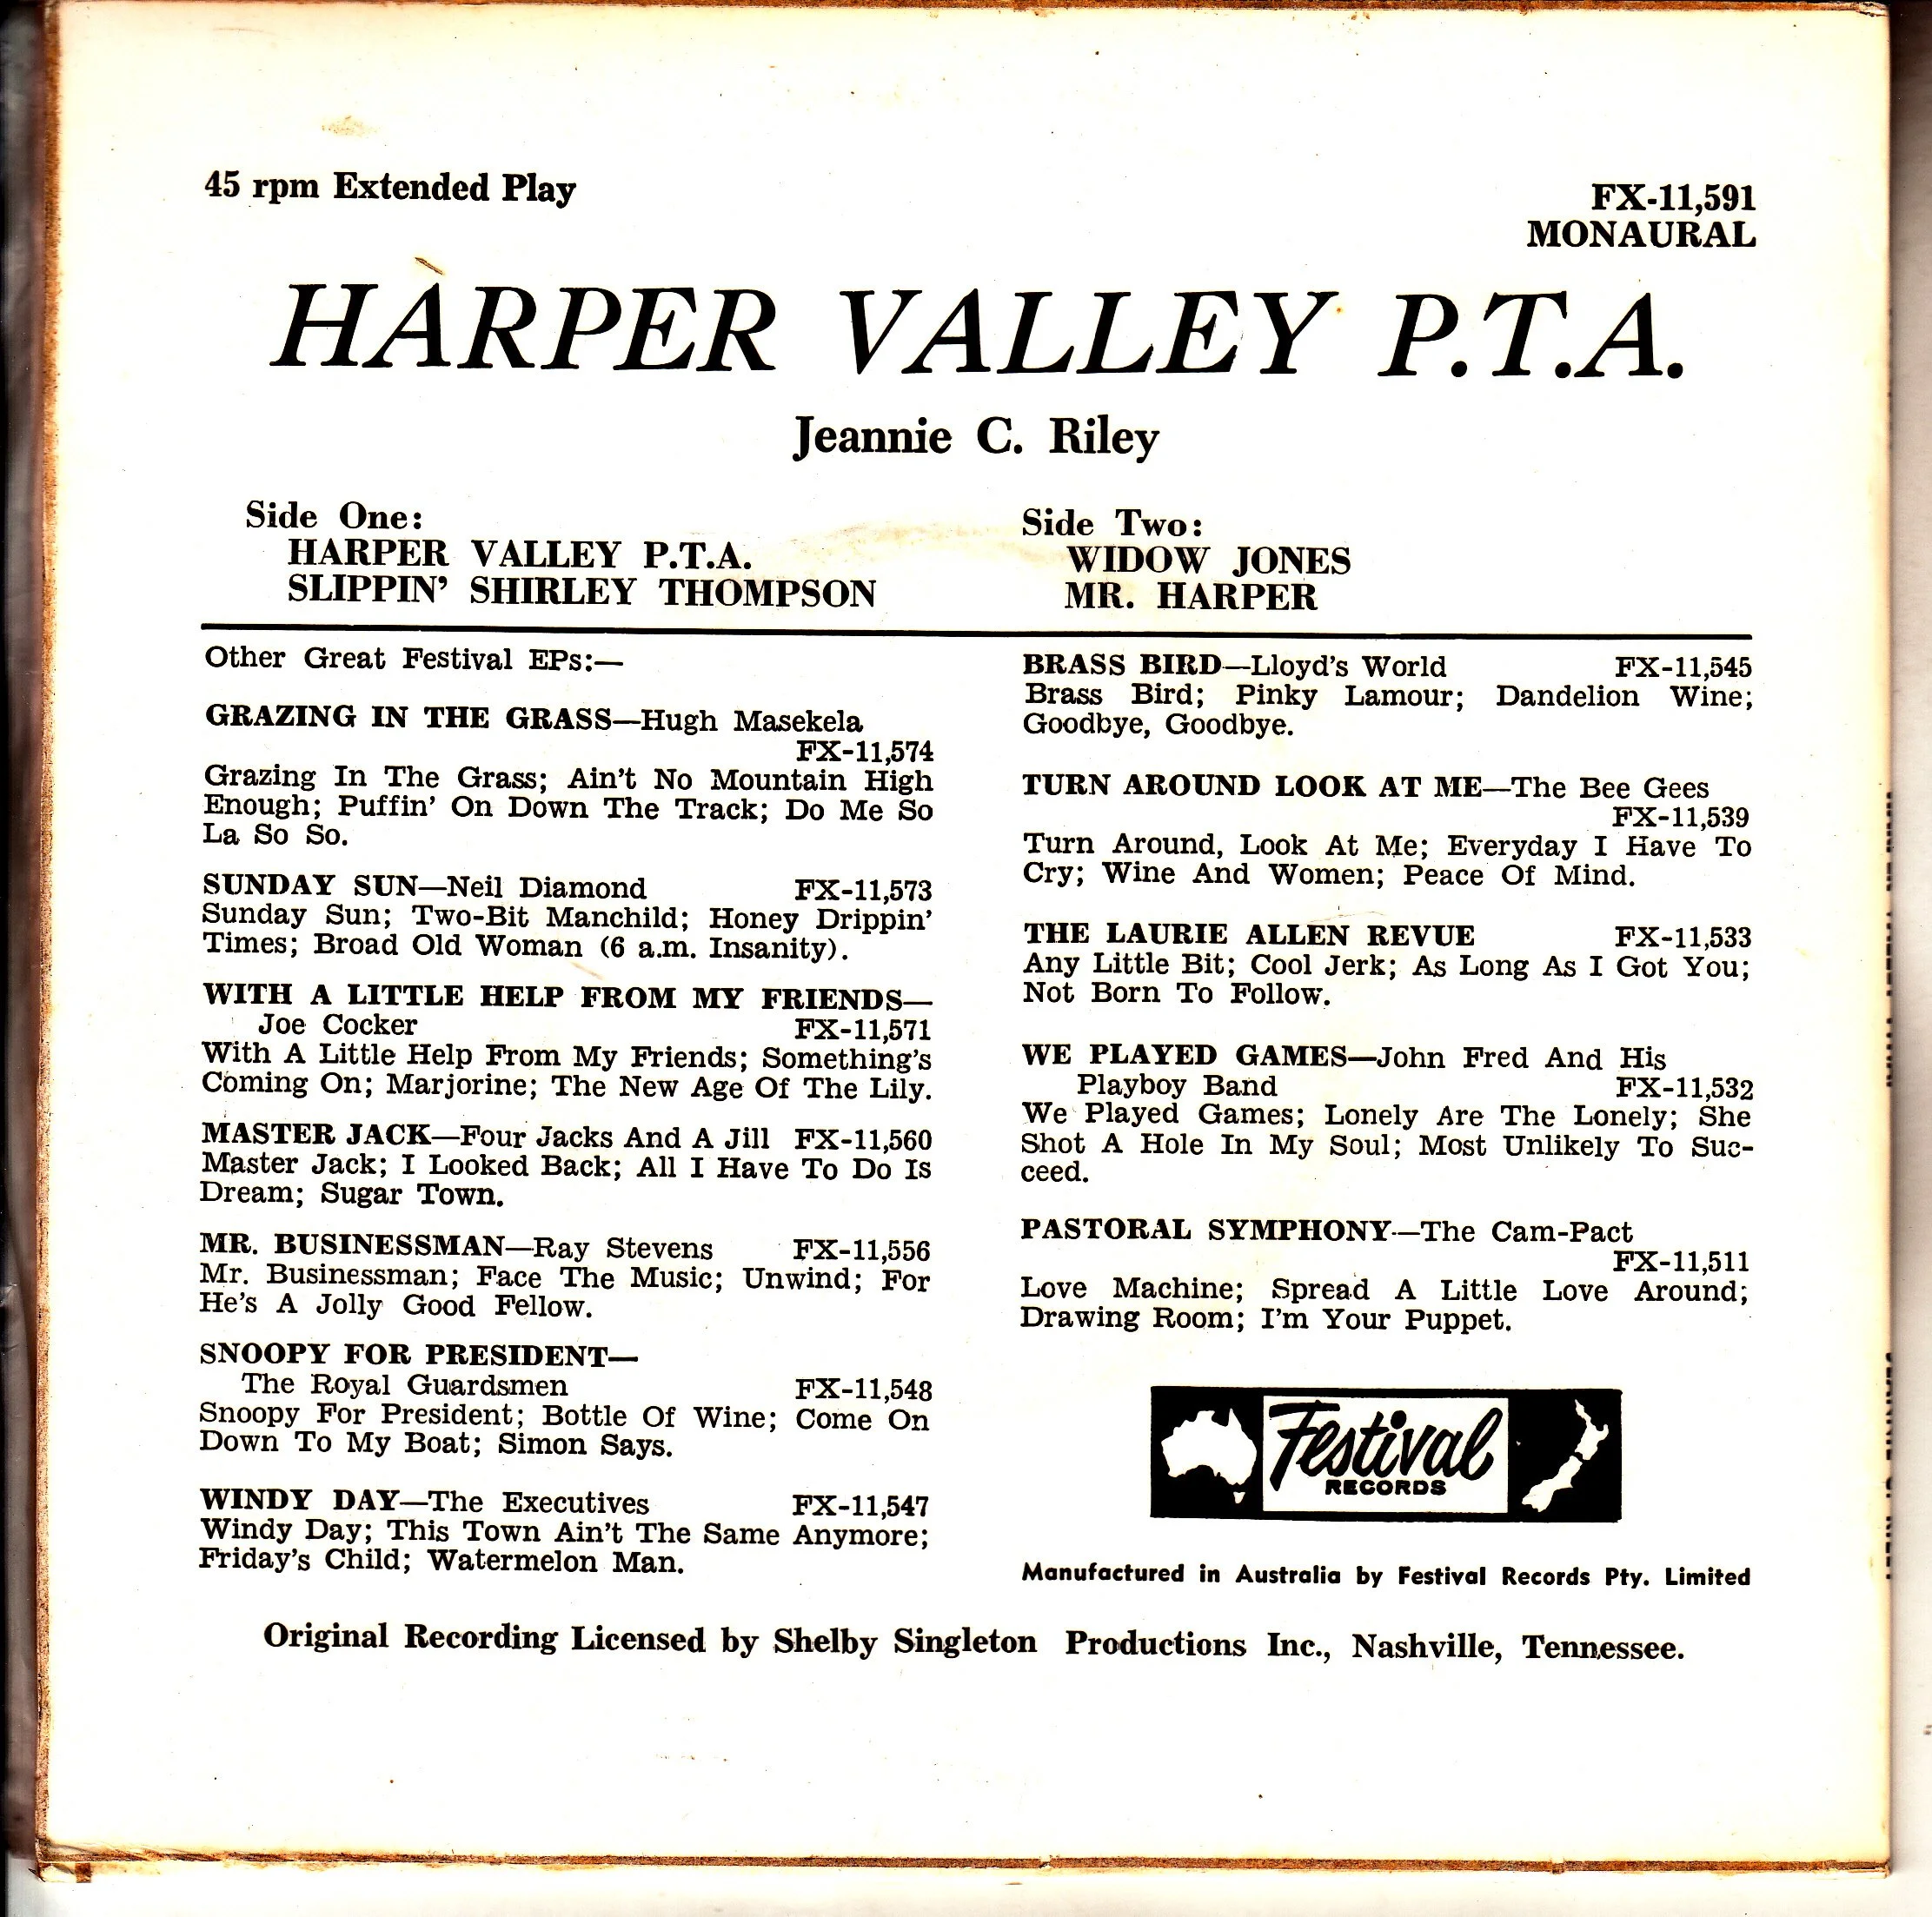 45 rpm Extended Play
FX-11,591
MONAURAL
HARPER VALLEY P.T.A.
Jeannie C. Riley
Side One:
HARPER VALLEY P.T.A.
SLIPPIN' SHIRLEY THOMPSON
Side Two:
WIDOW JONES
MR. HARPER
Other Great Festival EPs:—
GRAZING IN THE GRASS—Hugh Masekela
FX-11,574
Grazing In The Grass; Ain't No Mountain High
Enough; Puffin' On Down The Track; Do Me So
La So So.
SUNDAY SUN—Neil Diamond FX-11,573
Sunday Sun; Two-Bit Manchild; Honey Drippin'
Times; Broad Old Woman (6 a.m. Insanity).
WITH A LITTLE HELP FROM MY FRIENDS—
Joe Cocker FX-11,571
With A Little Help From My Friends; Something's
Coming On; Marjorine; The New Age Of The Lily.
MASTER JACK—Four Jacks And A Jill FX-11,560
Master Jack; I Looked Back; All I Have To Do Is
Dream; Sugar Town.
MR. BUSINESSMAN—Ray Stevens FX-11,556
Mr. Businessman; Face The Music; Unwind; For
He's A Jolly Good Fellow.
SNOOPY FOR PRESIDENT—
The Royal Guardsmen FX-11,548
Snoopy For President; Bottle Of Wine; Come On
Down To My Boat; Simon Says.
WINDY DAY—The Executives FX-11,547
Windy Day; This Town Ain't The Same Anymore;
Friday's Child; Watermelon Man.
BRASS BIRD—Lloyd's World FX-11,545
Brass Bird; Pinky Lamour; Dandelion Wine;
Goodbye, Goodbye.
TURN AROUND LOOK AT ME—The Bee Gees
FX-11,539
Turn Around, Look At Me; Everyday I Have To
Cry; Wine And Women; Peace Of Mind.
THE LAURIE ALLEN REVUE FX-11,533
Any Little Bit; Cool Jerk; As Long As I Got You;
Not Born To Follow.
WE PLAYED GAMES—John Fred And His
Playboy Band FX-11,532
We Played Games; Lonely Are The Lonely; She
Shot A Hole In My Soul; Most Unlikely To Suc-
ceed.
PASTORAL SYMPHONY—The Cam-Pact
FX-11,511
Love Machine; Spread A Little Love Around;
Drawing Room; I'm Your Puppet.
Festival
RECORDS
Manufactured in Australia by Festival Records Pty. Limited
Original Recording Licensed by Shelby Singleton Productions Inc., Nashville, Tennessee.